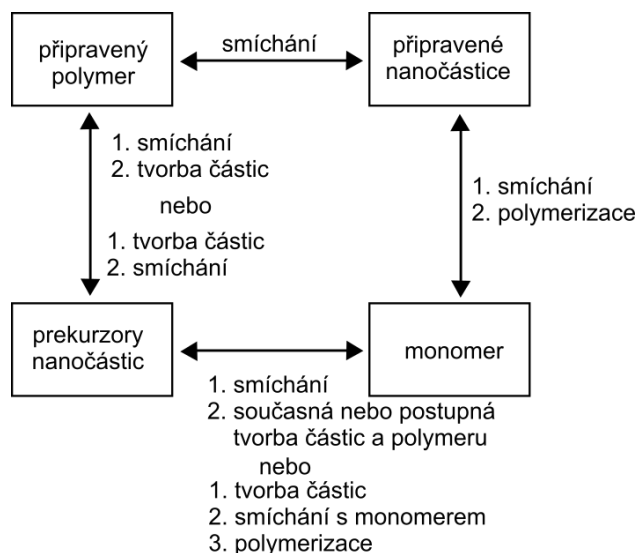 připravený
polymer
smíchání
připravené
nanočástice
1. smíchání
2. tvorba částic
nebo
1. tvorba částic
2. smíchání
1. smíchání
2. polymerizace
prekurzory
nanočástic
monomer
1. smíchání
2. současná nebo postupná
tvorba částic a polymeru
nebo
1. tvorba částic
2. smíchání s monomerem
3. polymerizace